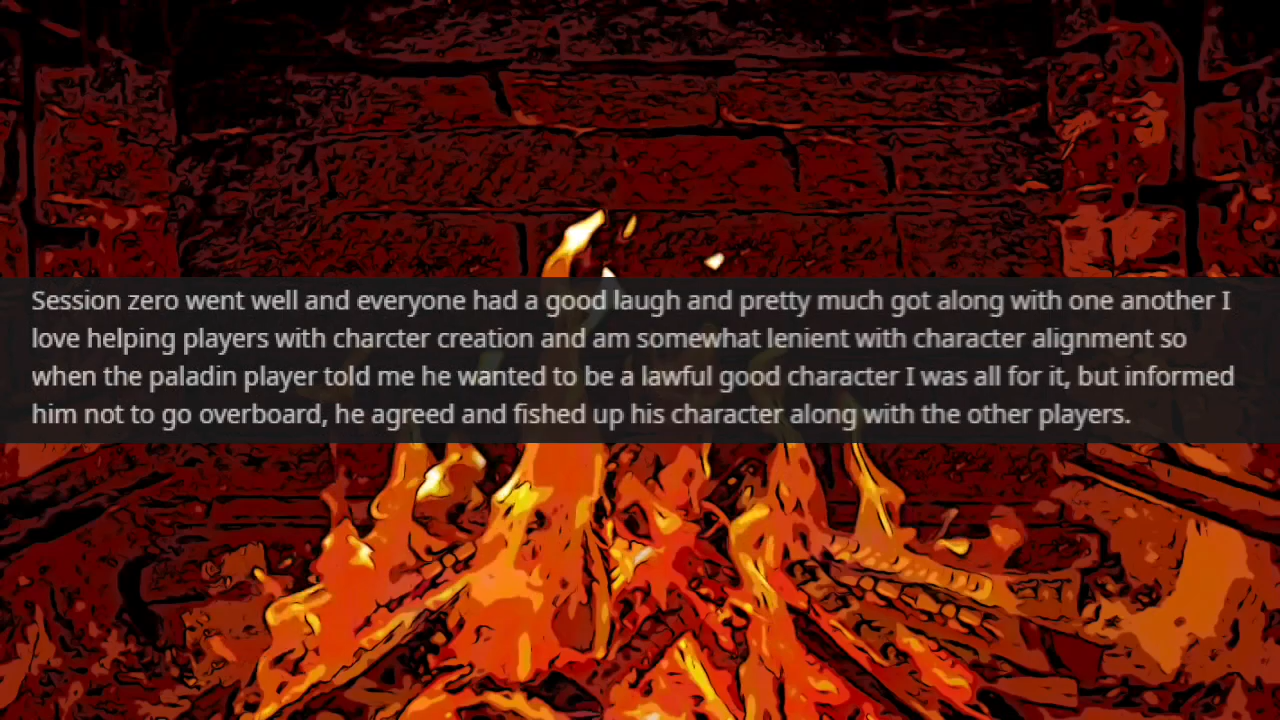 Session zero went well and everyone had a good laugh and pretty much got along with one another I
love helping players with charcter creation and am somewhat lenient with character alignment so
when the paladin player told me he wanted to be a lawful good character I was all for it, but informed
him not to go overboard, he agreed and fished up his character along with the other players.